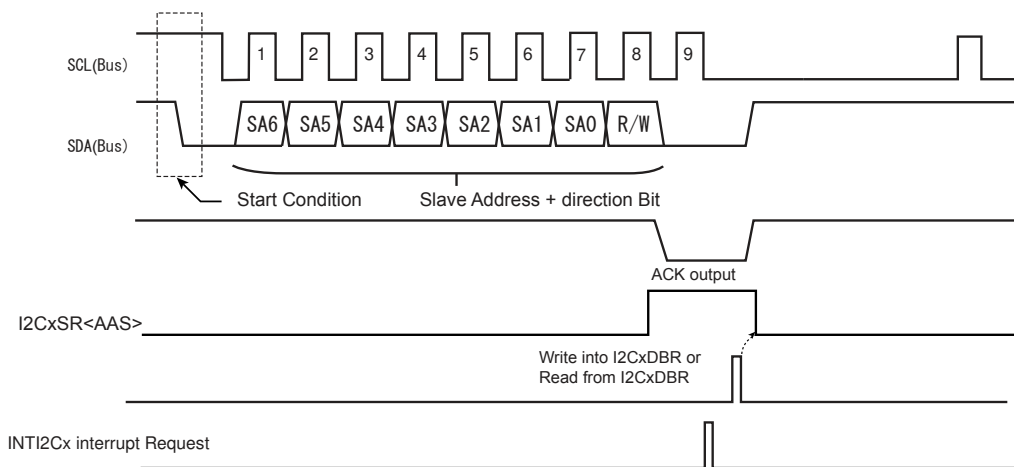 SCL(Bus)
1 2 3 4 5 6 7 8 9
SDA(Bus)
SA6 SA5 SA4 SA3 SA2 SA1 SA0 R/W
Start Condition
Slave Address + direction Bit
ACK output
I2CxSR<AAS>
Write into I2CxDBR or
Read from I2CxDBR
INTI2Cx interrupt Request